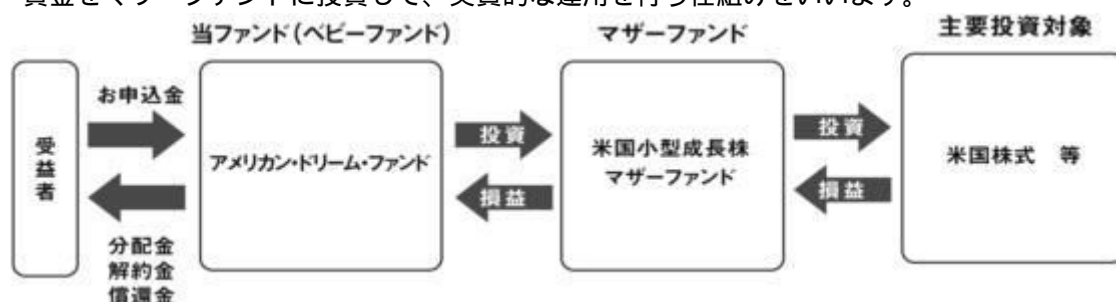 資金をマザーファンドに投資して、実質的な運用を行う仕組みをいいます。
当ファンド(ベビーファンド)
マザーファンド
主要投資対象
受益者
お申込金
分配金
解約金
償還金
アメリカン・ドリーム・ファンド
投資
損益
米国小型成長株
マザーファンド
投資
損益
米国株式　等